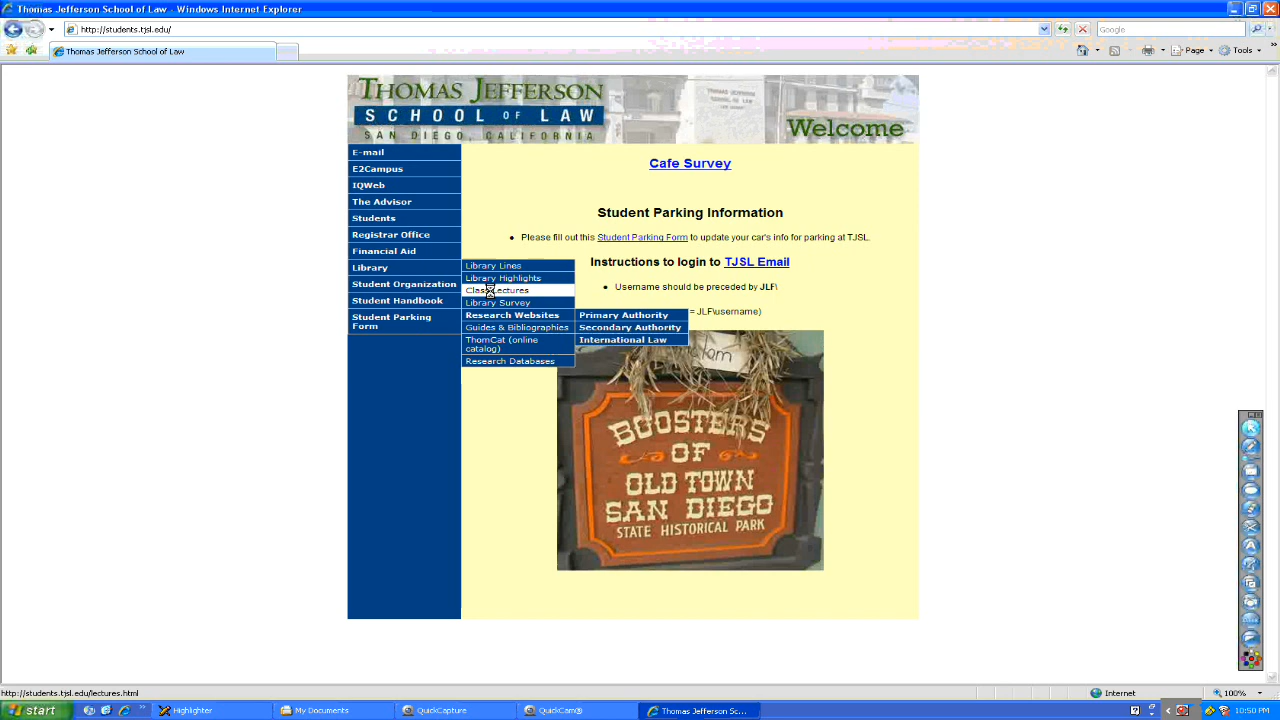 Thomas Jefferson School of Law - Windows Internet Explorer
http://students.tjsl.edu/
Google
Thomas Jefferson School of Law
Page
Tools
THOMAS JEFFERSON
SCHOOL OF LAW
SAN DIEGO, CALIFORNIA
Welcome
E-mail
E2Campus
IQWeb
The Advisor
Students
Registrar Office
Financial Aid
Library
Student Organization
Student Handbook
Student Parking
Form
Library Lines
Library Highlights
Class Lectures
Library Survey
Research Websites
Guides & Bibliographies
ThomCat (online
catalog)
Research Databases
Primary Authority
Secondary Authority
International Law
Cafe Survey
Student Parking Information
Please fill out this Student Parking Form to update your car's info for parking at TJSL.
Instructions to login to TJSL Email
Username should be preceded by JLF\
= JLF\username)
BOOSTERS
OF
OLD TOWN
SAN DIEGO
STATE HISTORICAL PARK
http://students.tjsl.edu/lectures.html
Internet
100%
start
Highlighter
My Documents
QuickCapture
QuickCam®
Thomas Jefferson Sc...
10:50 PM